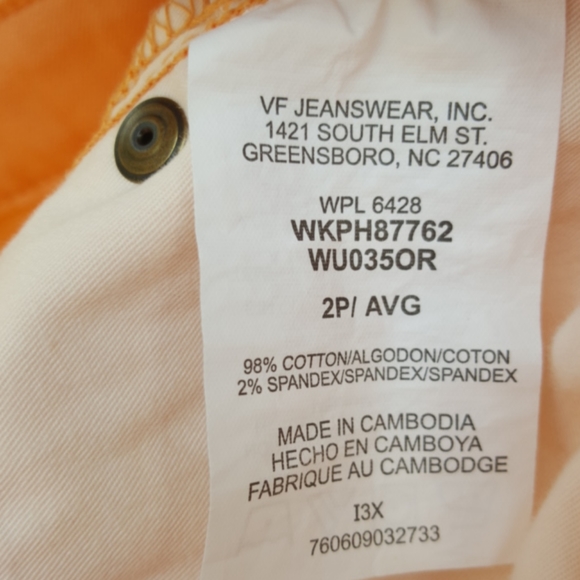 VF JEANSWEAR, INC.
1421 SOUTH ELM ST.
GREENSBORO, NC 27406
WPL 6428
WKPH87762
WU035OR
2P/ AVG
98% COTTON/ALGODON/COTON
2% SPANDEX/SPANDEX/SPANDEX
MADE IN CAMBODIA
HECHO EN CAMBOYA
FABRIQUE AU CAMBODGE
I3X
760609032733